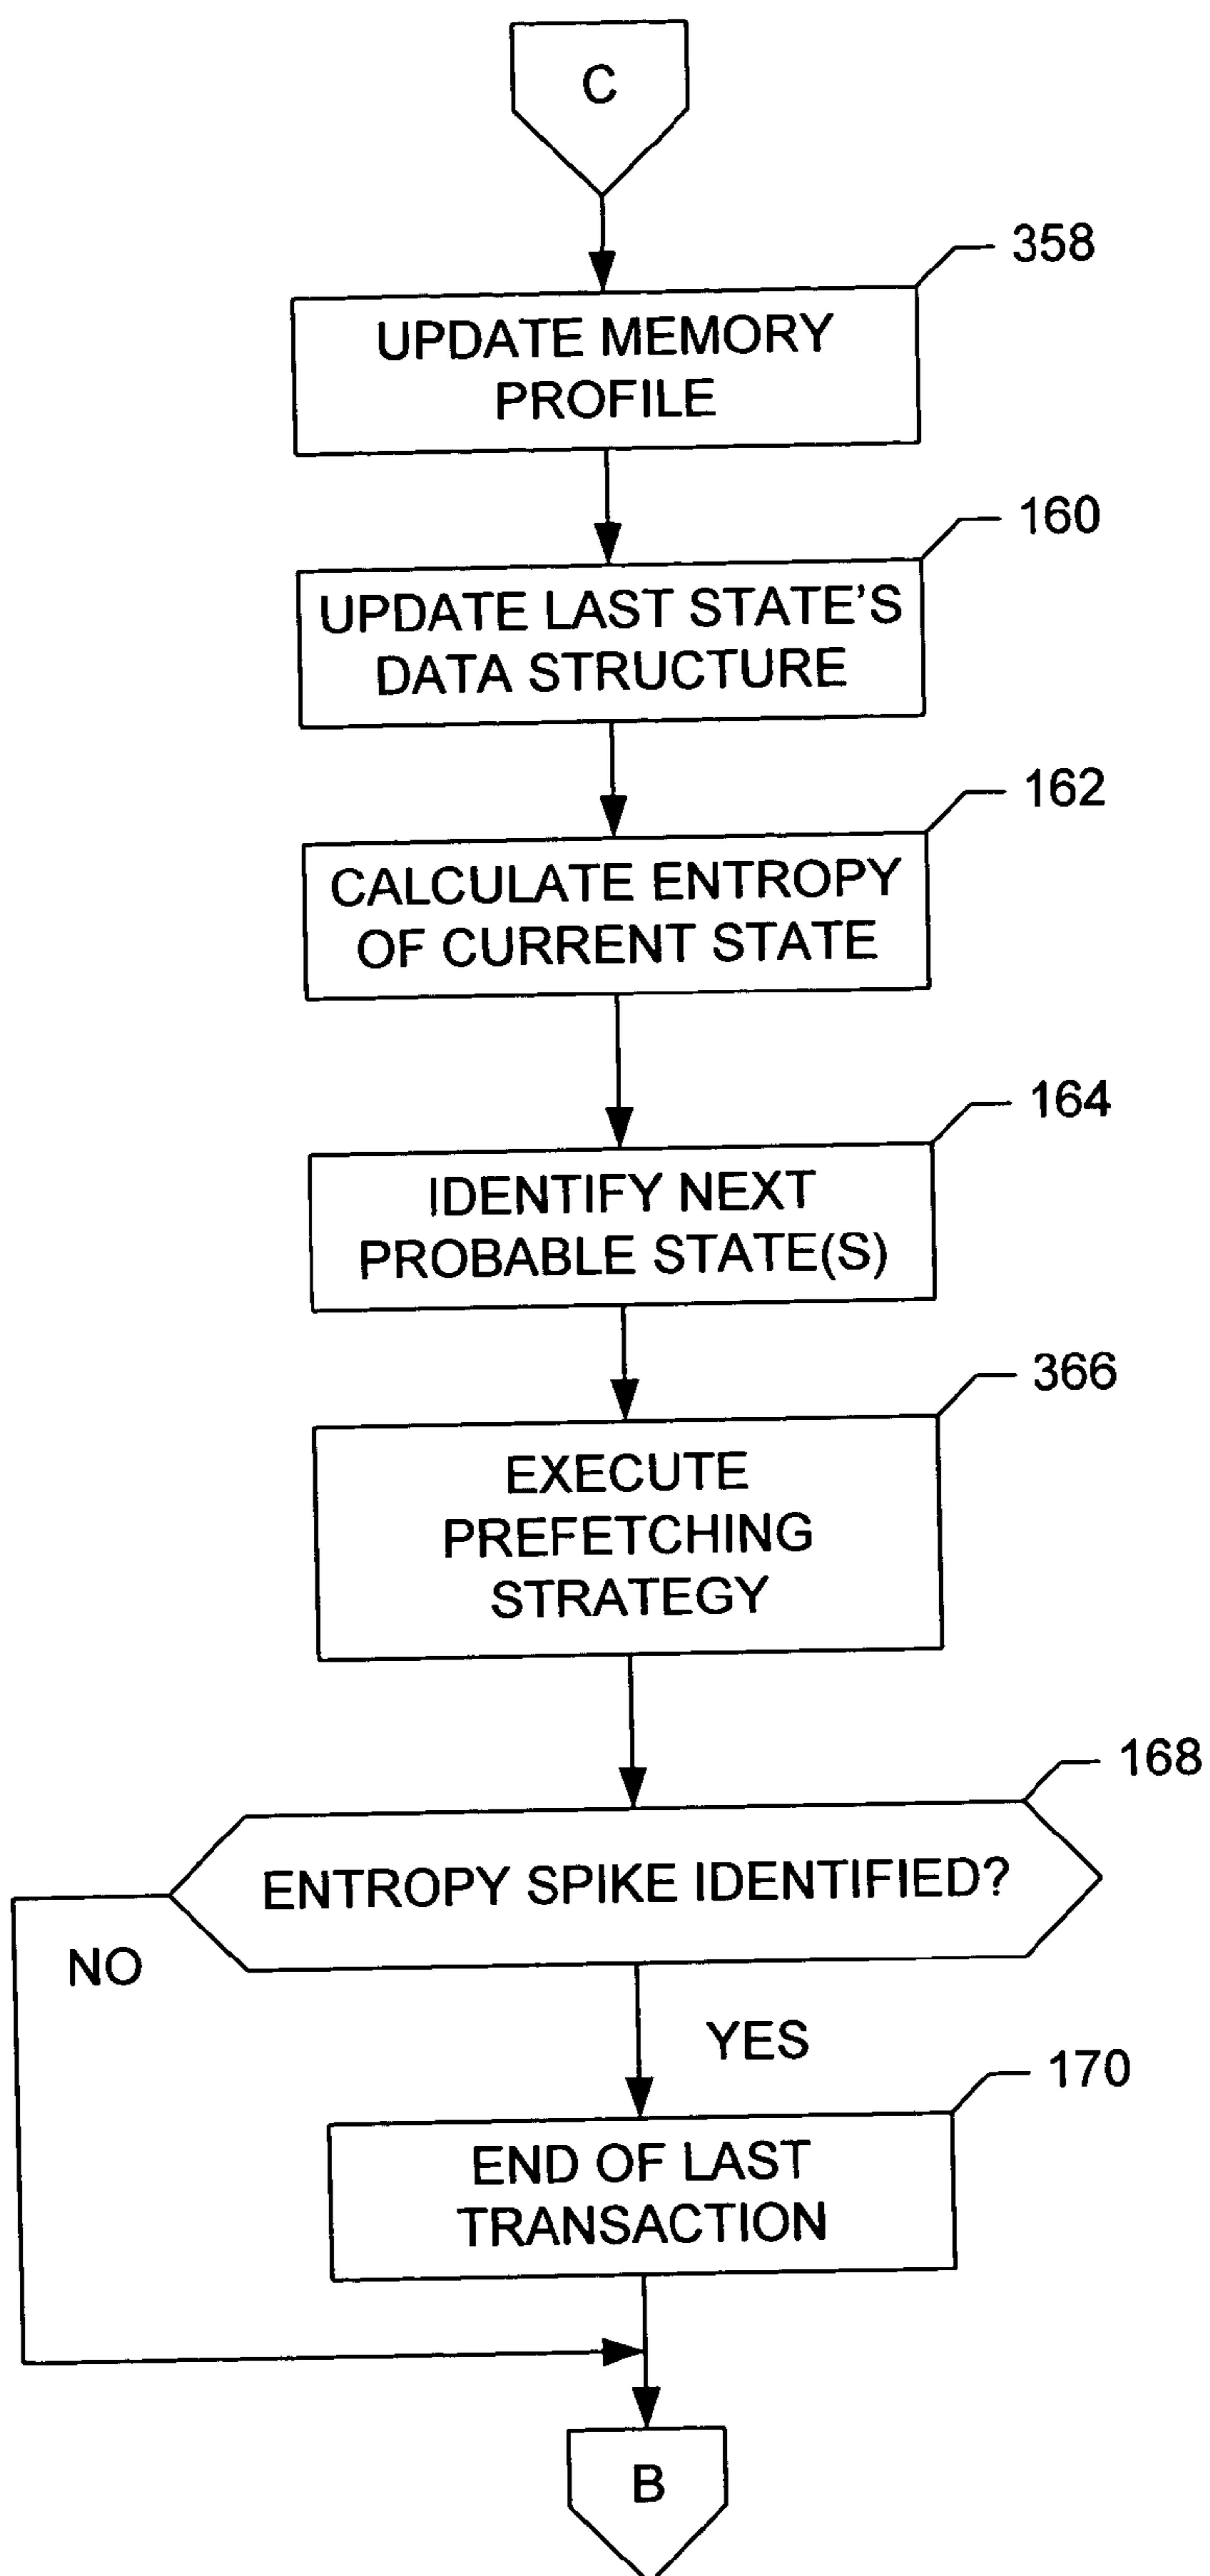 C
358
UPDATE MEMORY
PROFILE
160
UPDATE LAST STATE'S
DATA STRUCTURE
162
CALCULATE ENTROPY
OF CURRENT STATE
164
IDENTIFY NEXT
PROBABLE STATE(S)
366
EXECUTE
PREFETCHING
STRATEGY
168
ENTROPY SPIKE IDENTIFIED?
NO
YES
170
END OF LAST
TRANSACTION
B